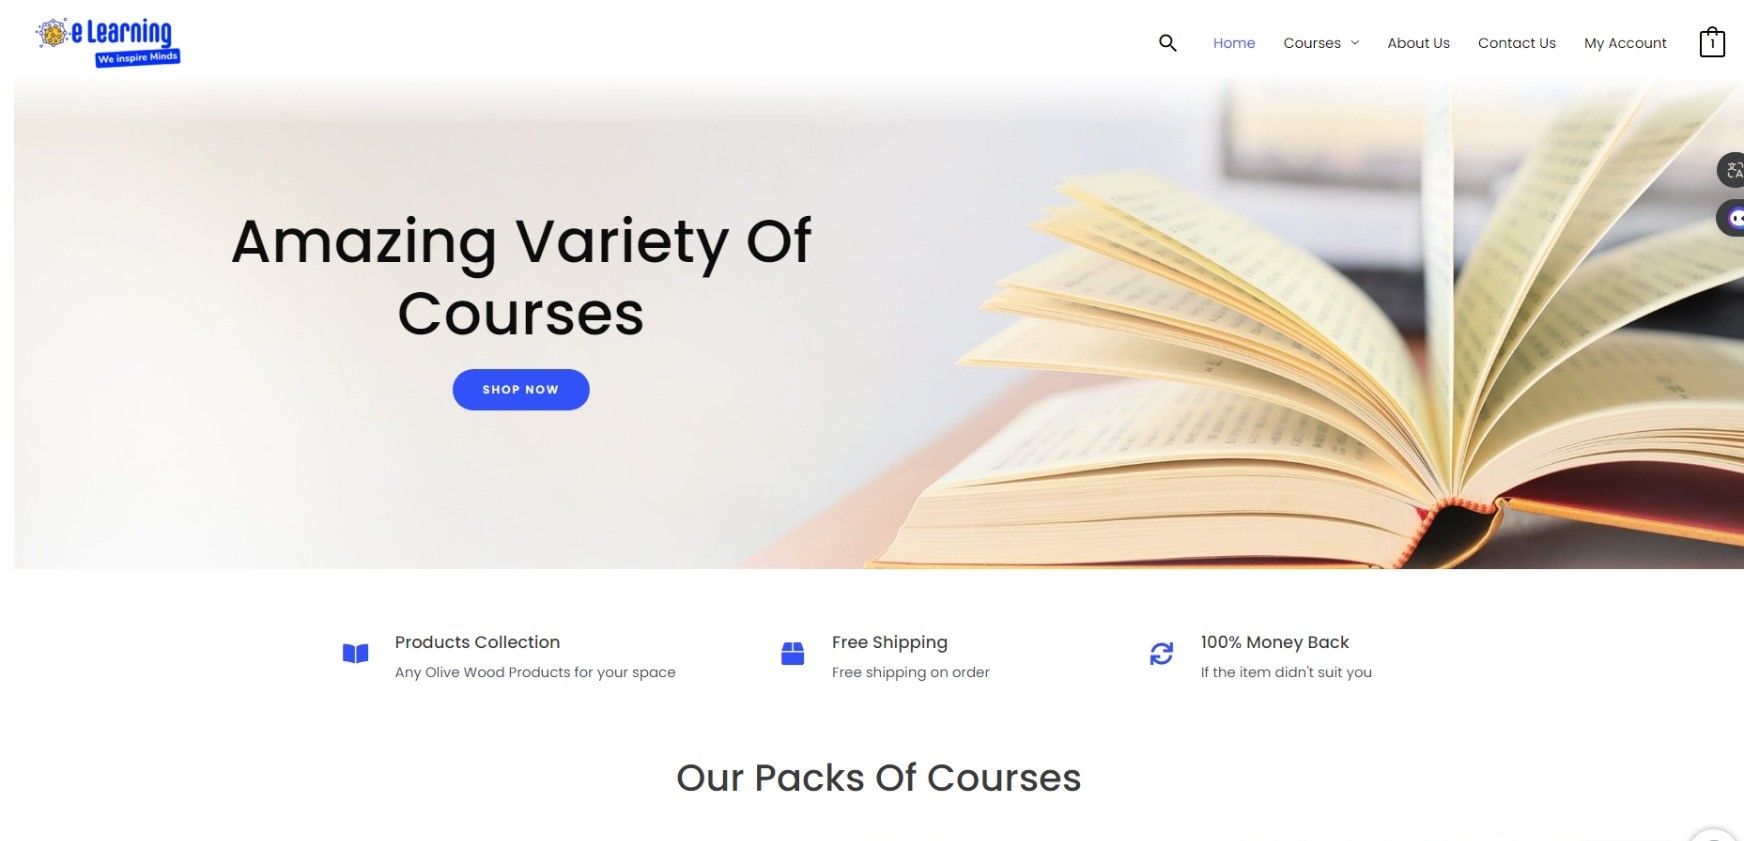 e Learning
We inspire Minds
Home
Courses
About Us
Contact Us
My Account
1
Amazing Variety Of
Courses
SHOP NOW
Products Collection
Any Olive Wood Products for your space
Free Shipping
Free shipping on order
100% Money Back
If the item didn't suit you
Our Packs Of Courses